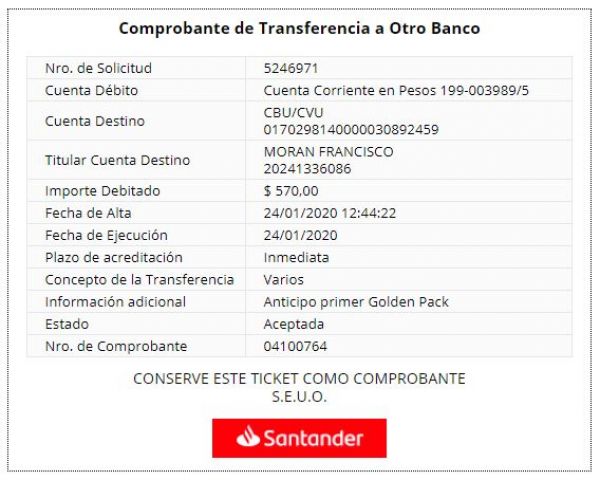 Comprobante de Transferencia a Otro Banco
Nro. de Solicitud 5246971
Cuenta Débito Cuenta Corriente en Pesos 199-003989/5
Cuenta Destino CBU/CVU
0170298140000030892459
Titular Cuenta Destino MORAN FRANCISCO
20241336086
Importe Debitado $ 570,00
Fecha de Alta 24/01/2020 12:44:22
Fecha de Ejecución 24/01/2020
Plazo de acreditación Inmediata
Concepto de la Transferencia Varios
Información adicional Anticipo primer Golden Pack
Estado Aceptada
Nro. de Comprobante 04100764
CONSERVE ESTE TICKET COMO COMPROBANTE
S.E.U.O.
Santander